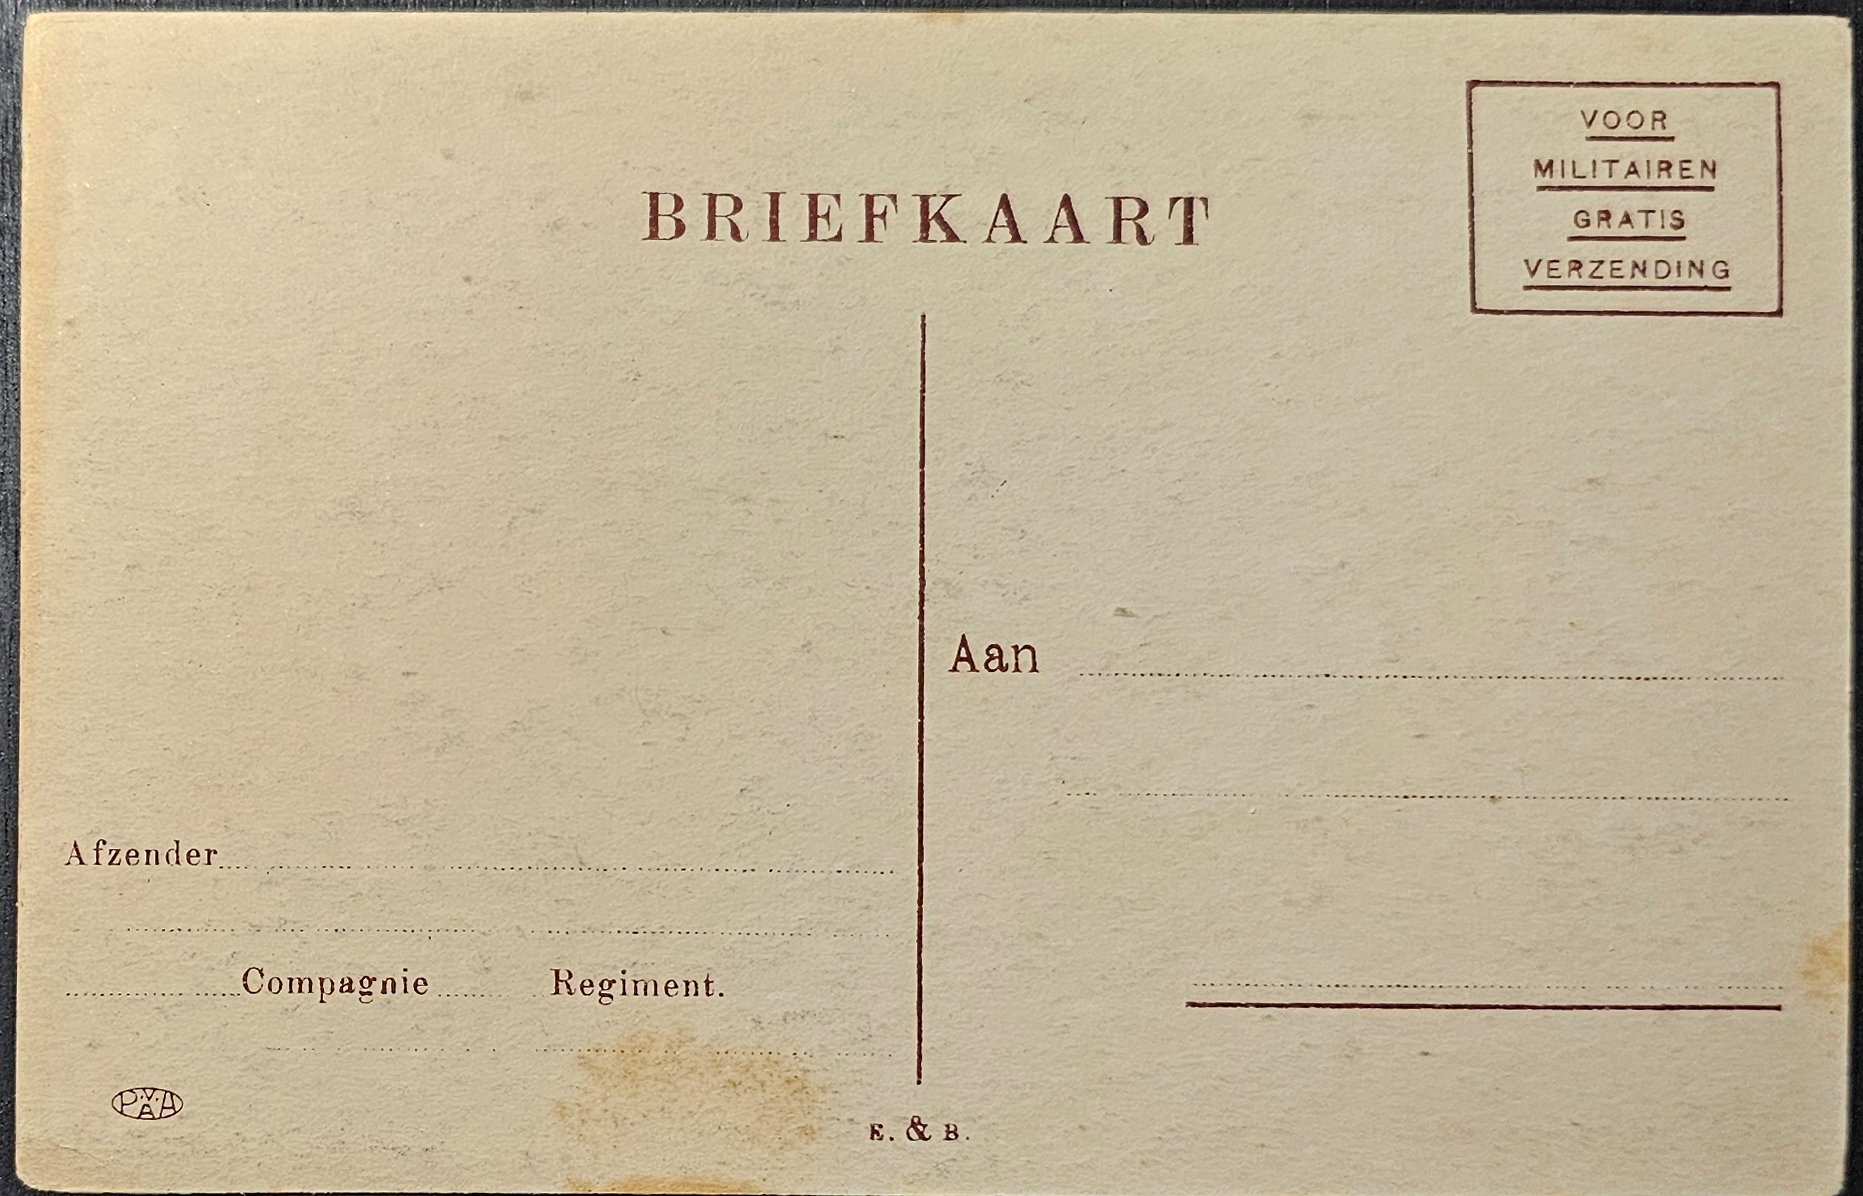 BRIEFKAART
VOOR
MILITAIREN
GRATIS
VERZENDING
Aan
Afzender
Compagnie Regiment.
E. & B.